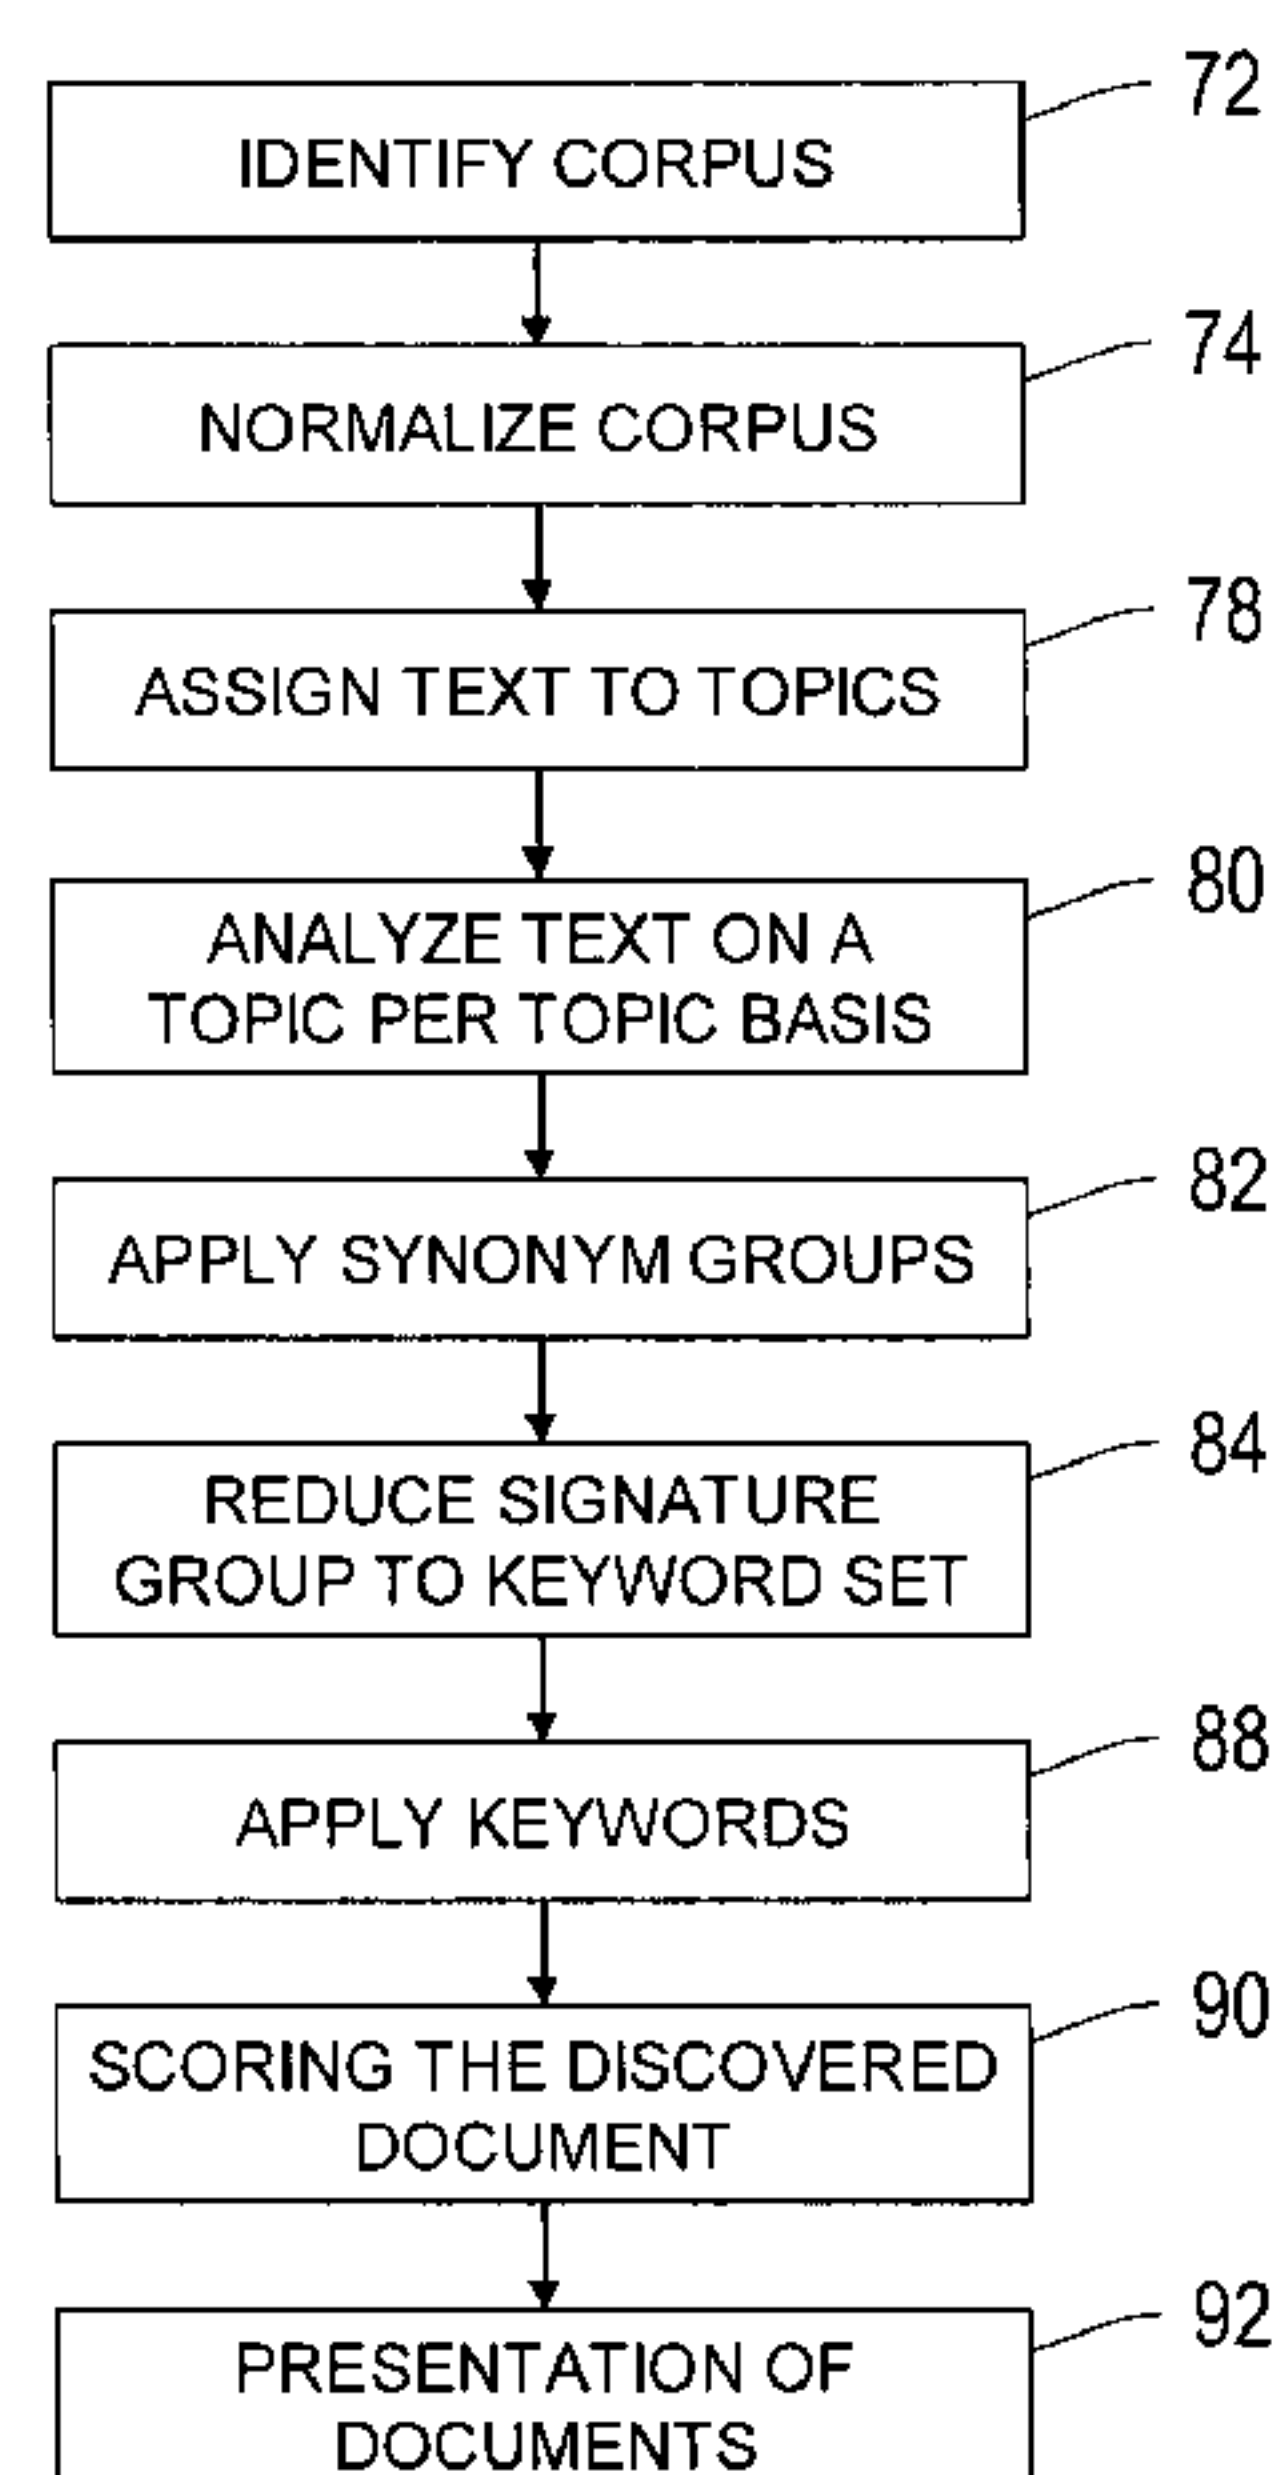 72
IDENTIFY CORPUS
74
NORMALIZE CORPUS
78
ASSIGN TEXT TO TOPICS
80
ANALYZE TEXT ON A
TOPIC PER TOPIC BASIS
82
APPLY SYNONYM GROUPS
84
REDUCE SIGNATURE
GROUP TO KEYWORD SET
88
APPLY KEYWORDS
90
SCORING THE DISCOVERED
DOCUMENT
92
PRESENTATION OF
DOCUMENTS